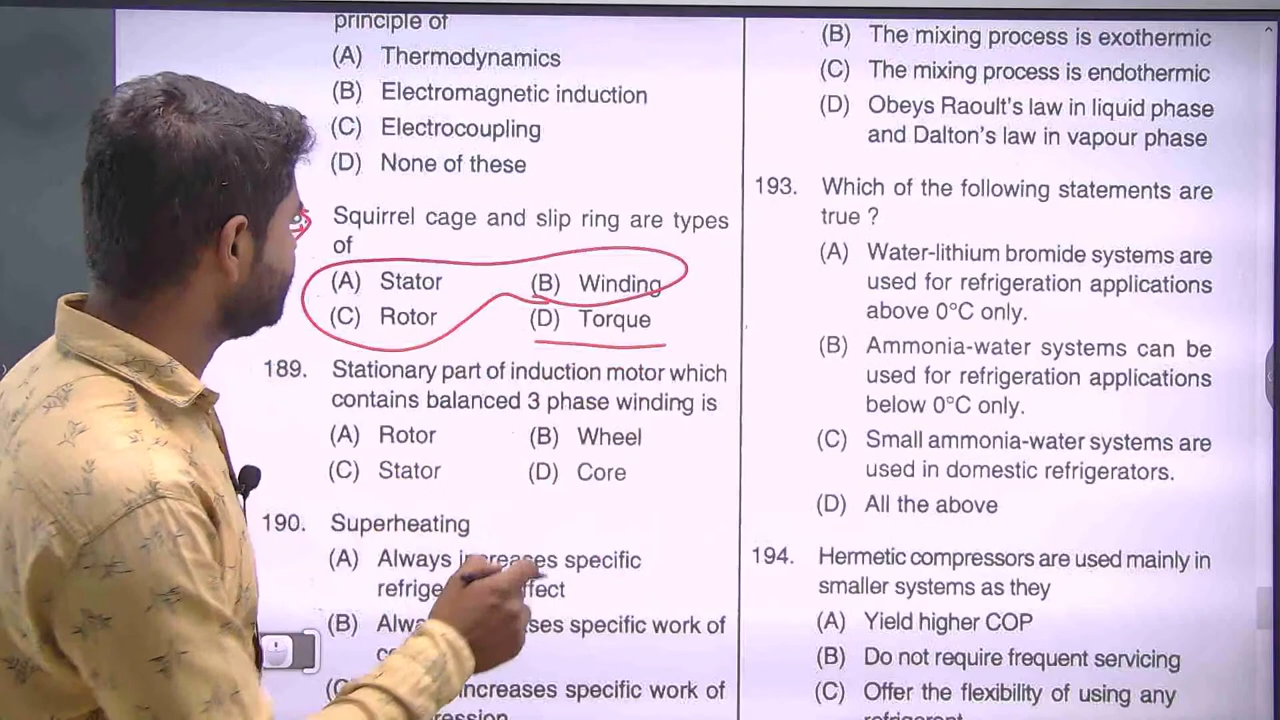 principle of
(A) Thermodynamics
(B) Electromagnetic induction
(C) Electrocoupling
(D) None of these
Squirrel cage and slip ring are types
of
(A) Stator (B) Winding
(C) Rotor (D) Torque
189. Stationary part of induction motor which
contains balanced 3 phase winding is
(A) Rotor (B) Wheel
(C) Stator (D) Core
190. Superheating
(A) Always increases specific
(B) specific work of
increases specific work of
(B) The mixing process is exothermic
(C) The mixing process is endothermic
(D) Obeys Raoult's law in liquid phase
and Dalton's law in vapour phase
193. Which of the following statements are
true ?
(A) Water-lithium bromide systems are
used for refrigeration applications
above 0°C only.
(B) Ammonia-water systems can be
used for refrigeration applications
below 0°C only.
(C) Small ammonia-water systems are
used in domestic refrigerators.
(D) All the above
194. Hermetic compressors are used mainly in
smaller systems as they
(A) Yield higher COP
(B) Do not require frequent servicing
(C) Offer the flexibility of using any